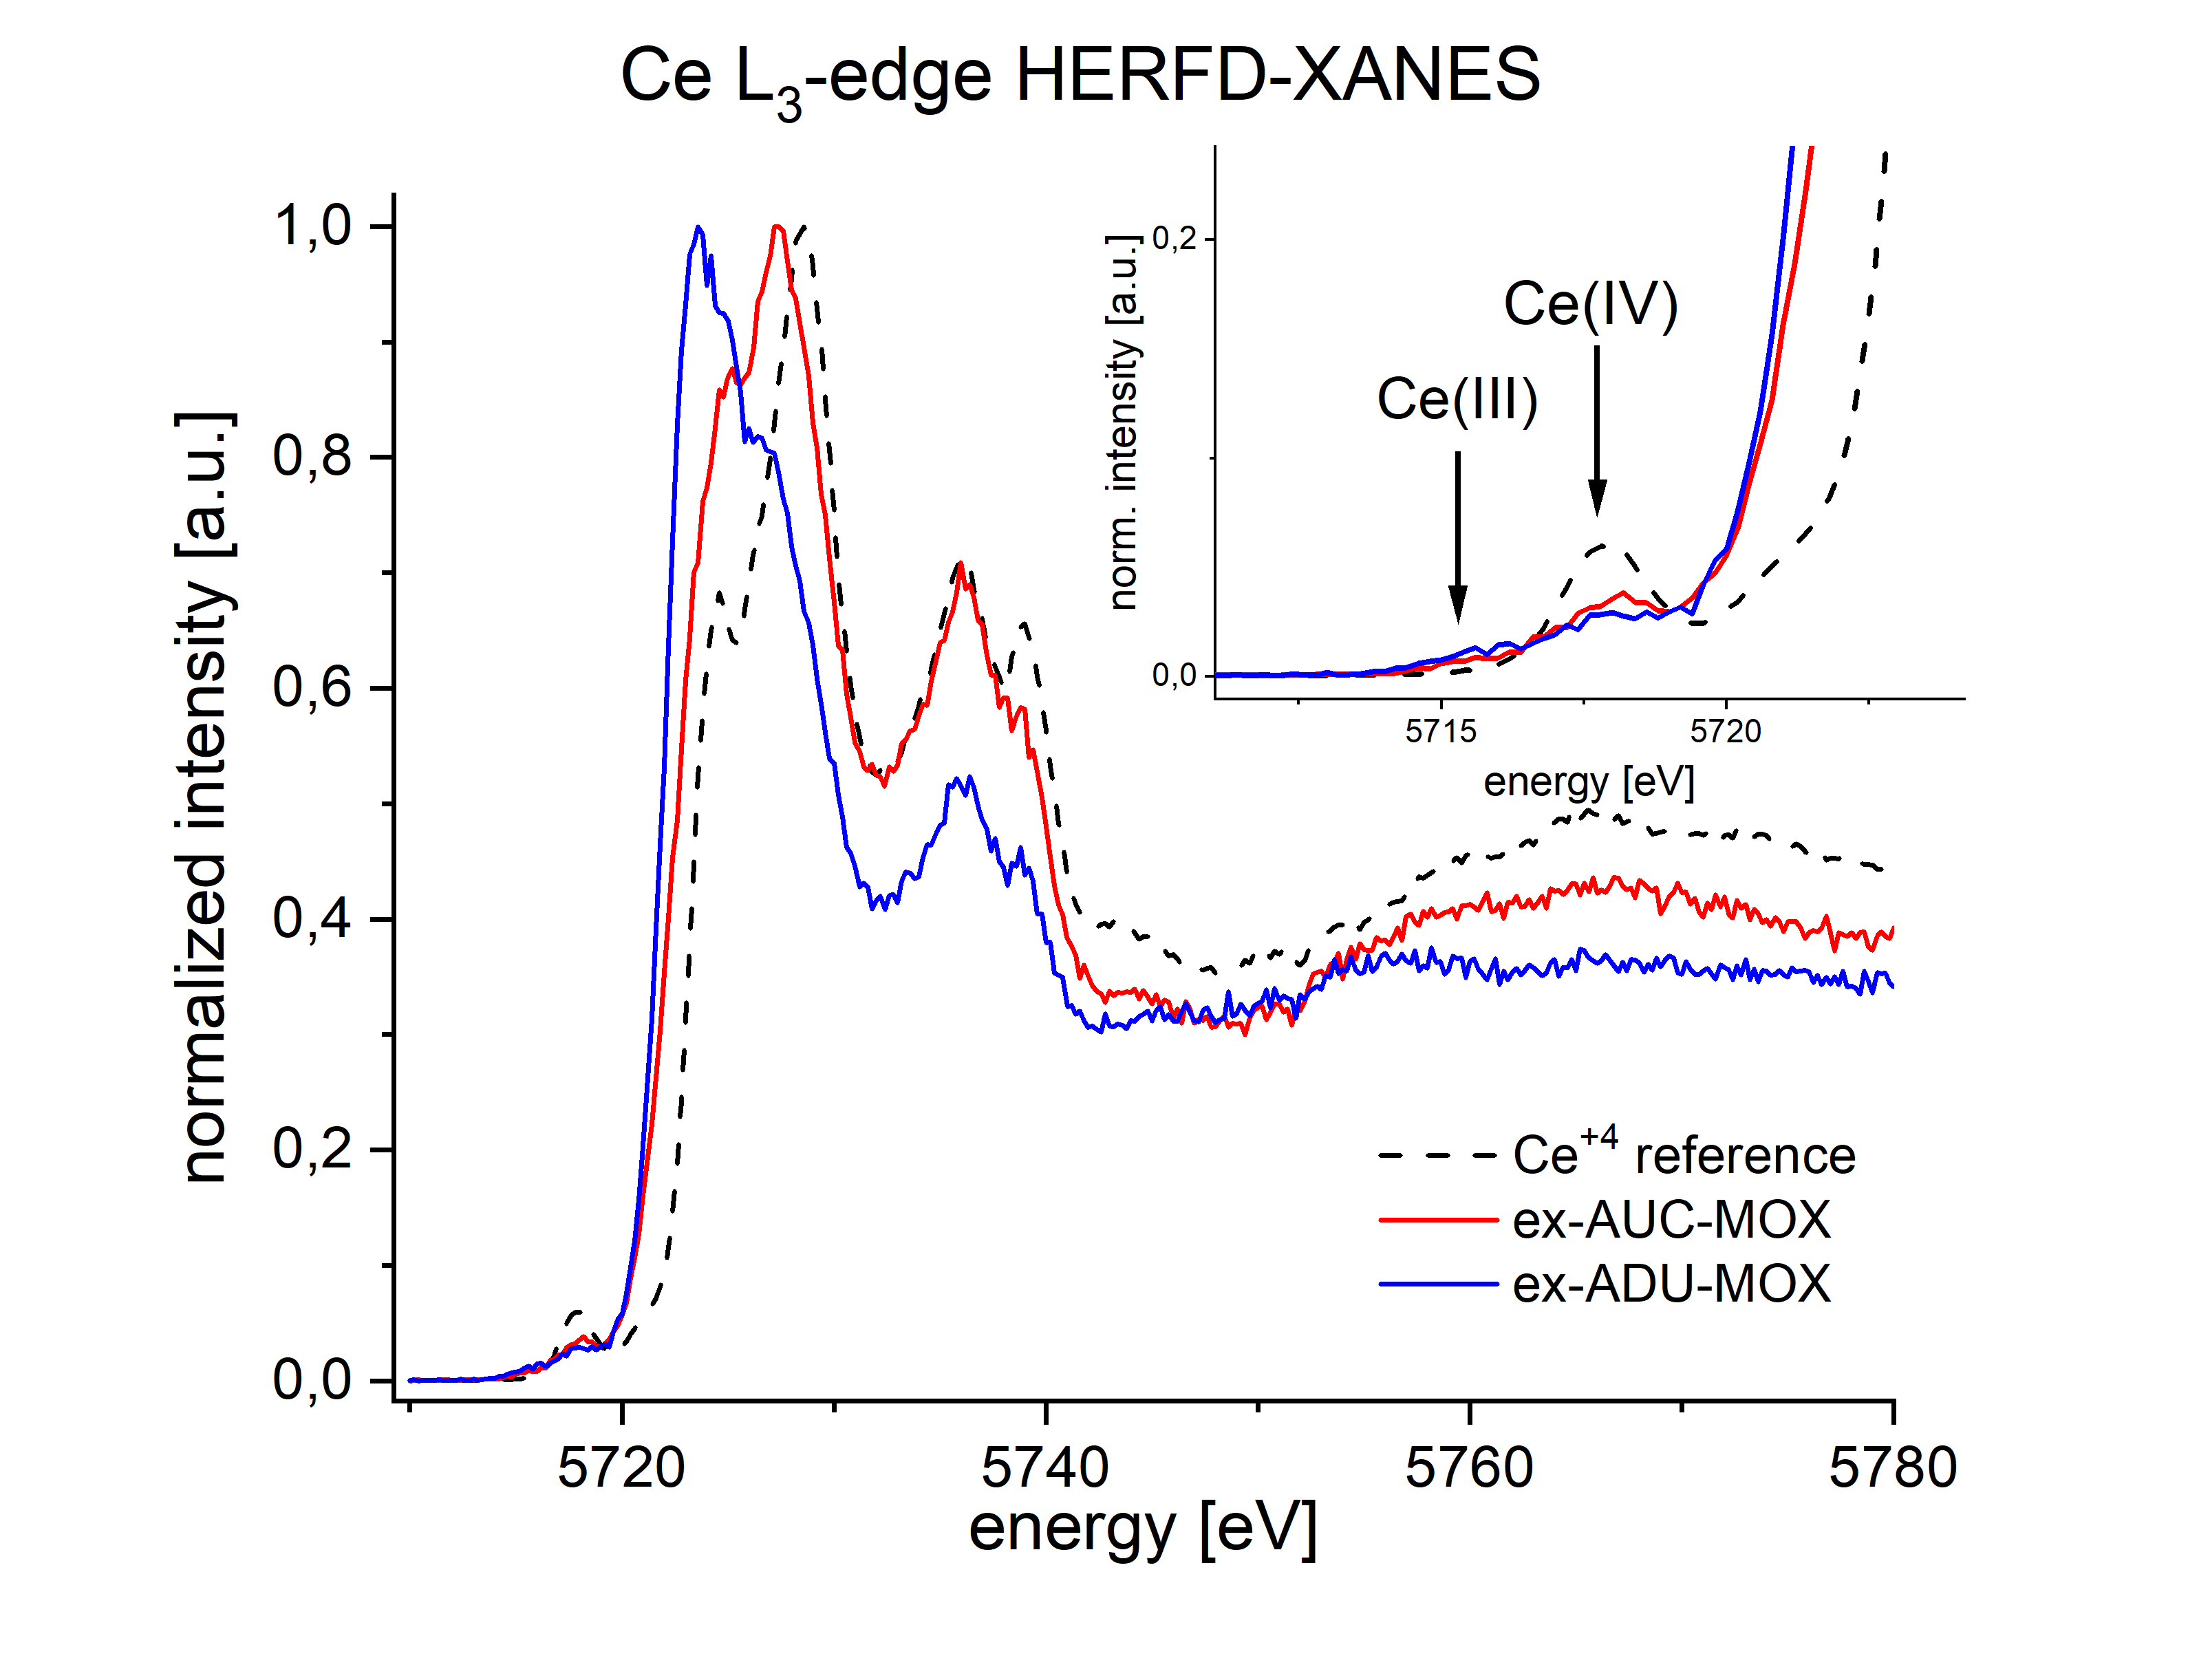 Ce L3-edge HERFD-XANES
normalized intensity [a.u.]
1,0
0,8
0,6
0,4
0,2
0,0
5720
5740
5760
5780
energy [eV]
norm. intensity [a.u.]
0,2
0,0
Ce(IV)
Ce(III)
5715
5720
energy [eV]
Ce+4 reference
ex-AUC-MOX
ex-ADU-MOX